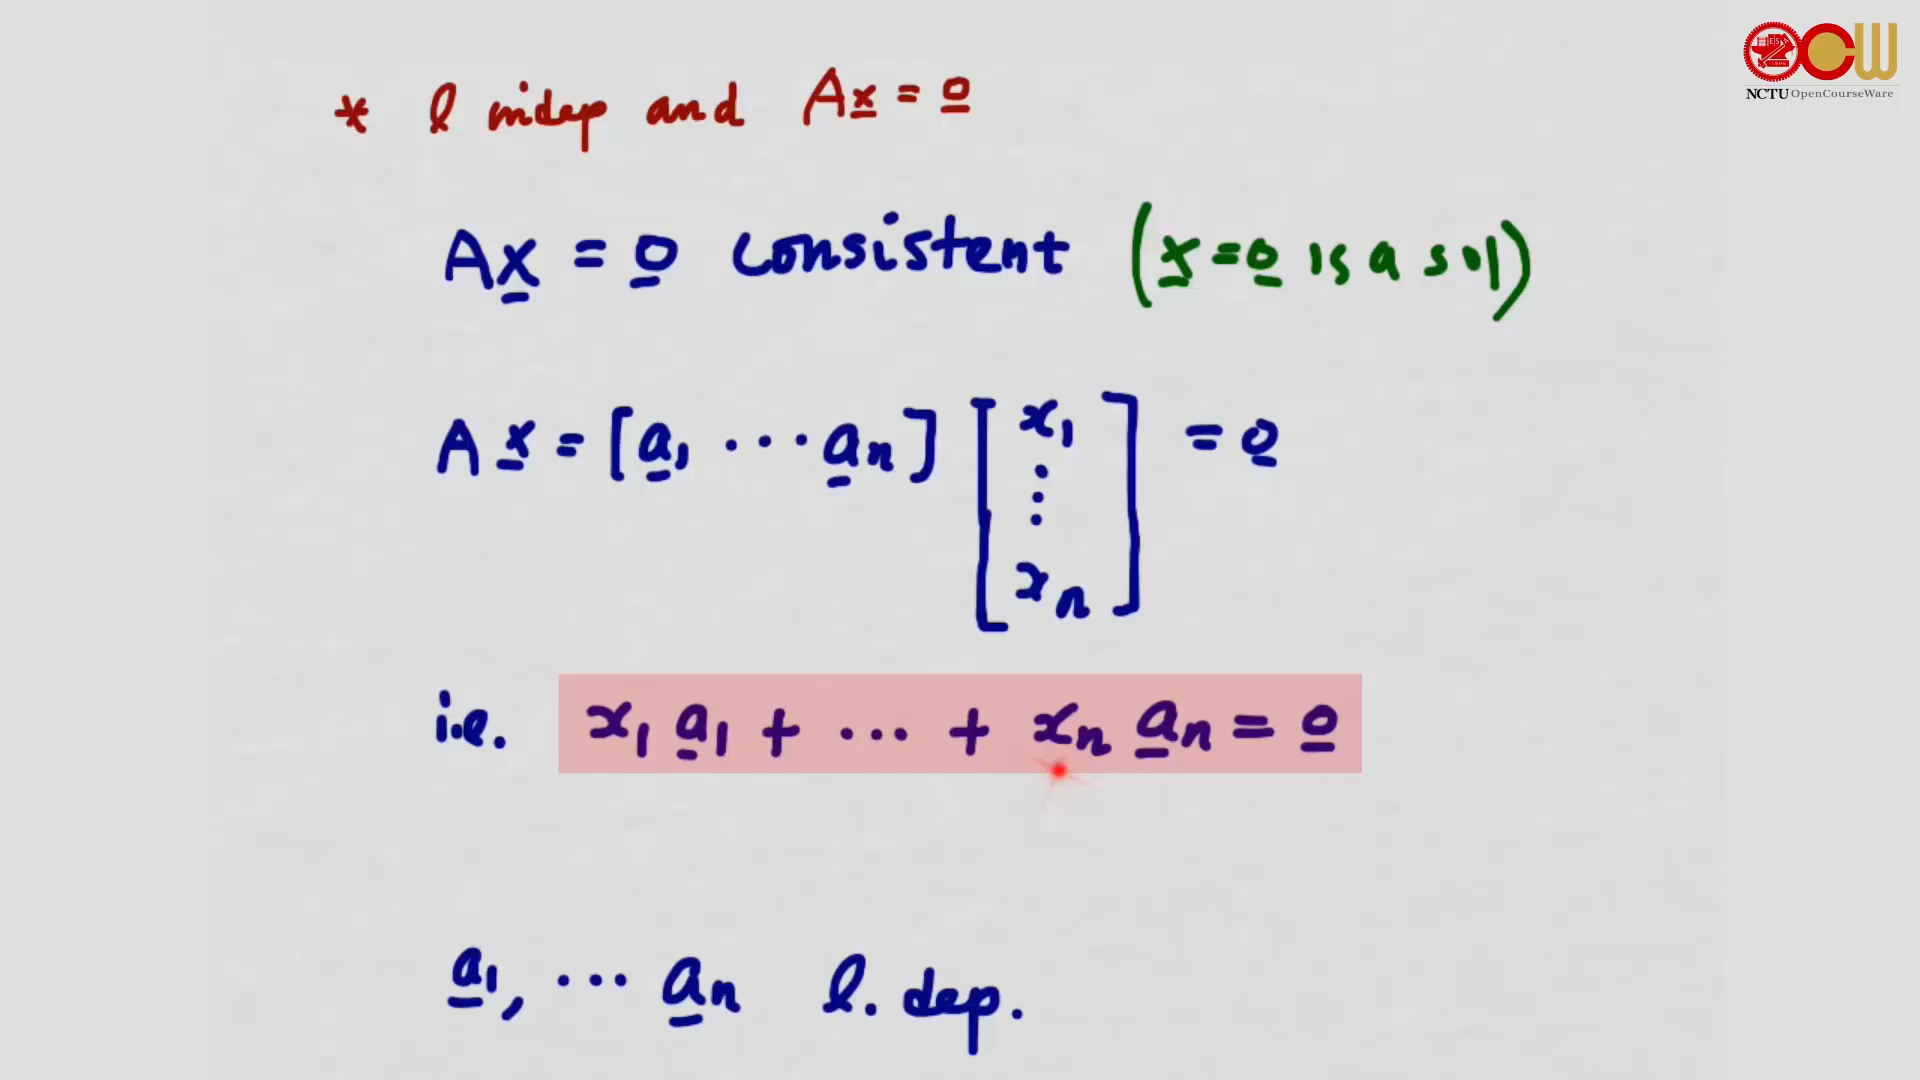 * l indep and Ax = 0
Ax = 0 consistent (x = 0 is a sol)
Ax = [a1 ... an] [x1 ⋮ xn] = 0
i.e. x1 a1 + ... + xn an = 0
a1, ... an l. dep.
NCTU OpenCourseWare